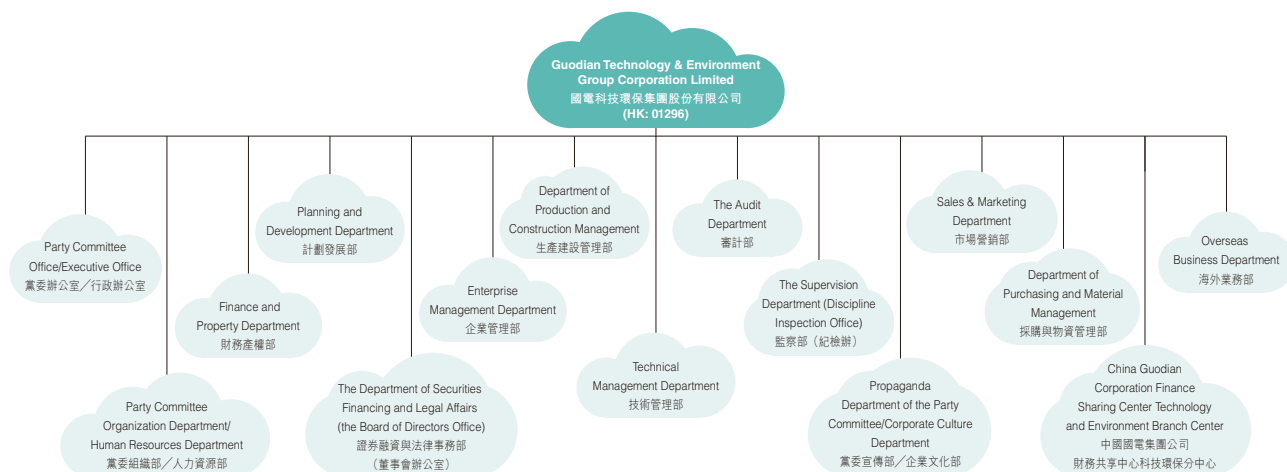 Guodian Technology & Environment
Group Corporation Limited
國電科技環保集團股份有限公司
(HK: 01296)
Party Committee
Office/Executive Office
黨委辦公室／行政辦公室
Party Committee
Organization Department/
Human Resources Department
黨委組織部／人力資源部
Finance and
Property Department
財務產權部
Planning and
Development Department
計劃發展部
The Department of Securities
Financing and Legal Affairs
(the Board of Directors Office)
證券融資與法律事務部
（董事會辦公室）
Enterprise
Management Department
企業管理部
Department of
Production and
Construction Management
生產建設管理部
Technical
Management Department
技術管理部
The Audit
Department
審計部
The Supervision
Department (Discipline
Inspection Office)
監察部（紀檢辦）
Propaganda
Department of the Party
Committee/Corporate Culture
Department
黨委宣傳部／企業文化部
Sales & Marketing
Department
市場營銷部
Department of
Purchasing and Material
Management
採購與物資管理部
China Guodian
Corporation Finance
Sharing Center Technology
and Environment Branch Center
中國國電集團公司
財務共享中心科技環保分中心
Overseas
Business Department
海外業務部